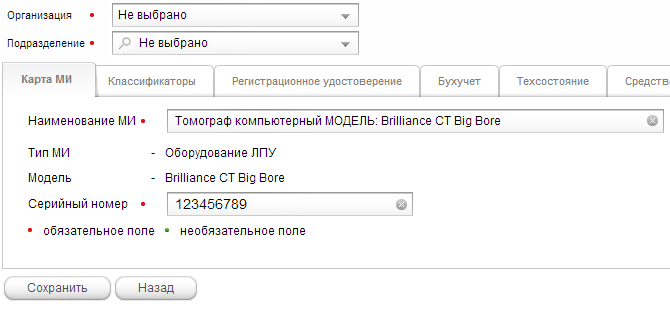 Организация Не выбрано
Подразделение Не выбрано
Карта МИ Классификаторы Регистрационное удостоверение Бухучет Техсостояние Средство
Наименование МИ Томограф компьютерный МОДЕЛЬ: Brilliance CT Big Bore
Тип МИ - Оборудование ЛПУ
Модель - Brilliance CT Big Bore
Серийный номер 123456789
обязательное поле необязательное поле
Сохранить Назад